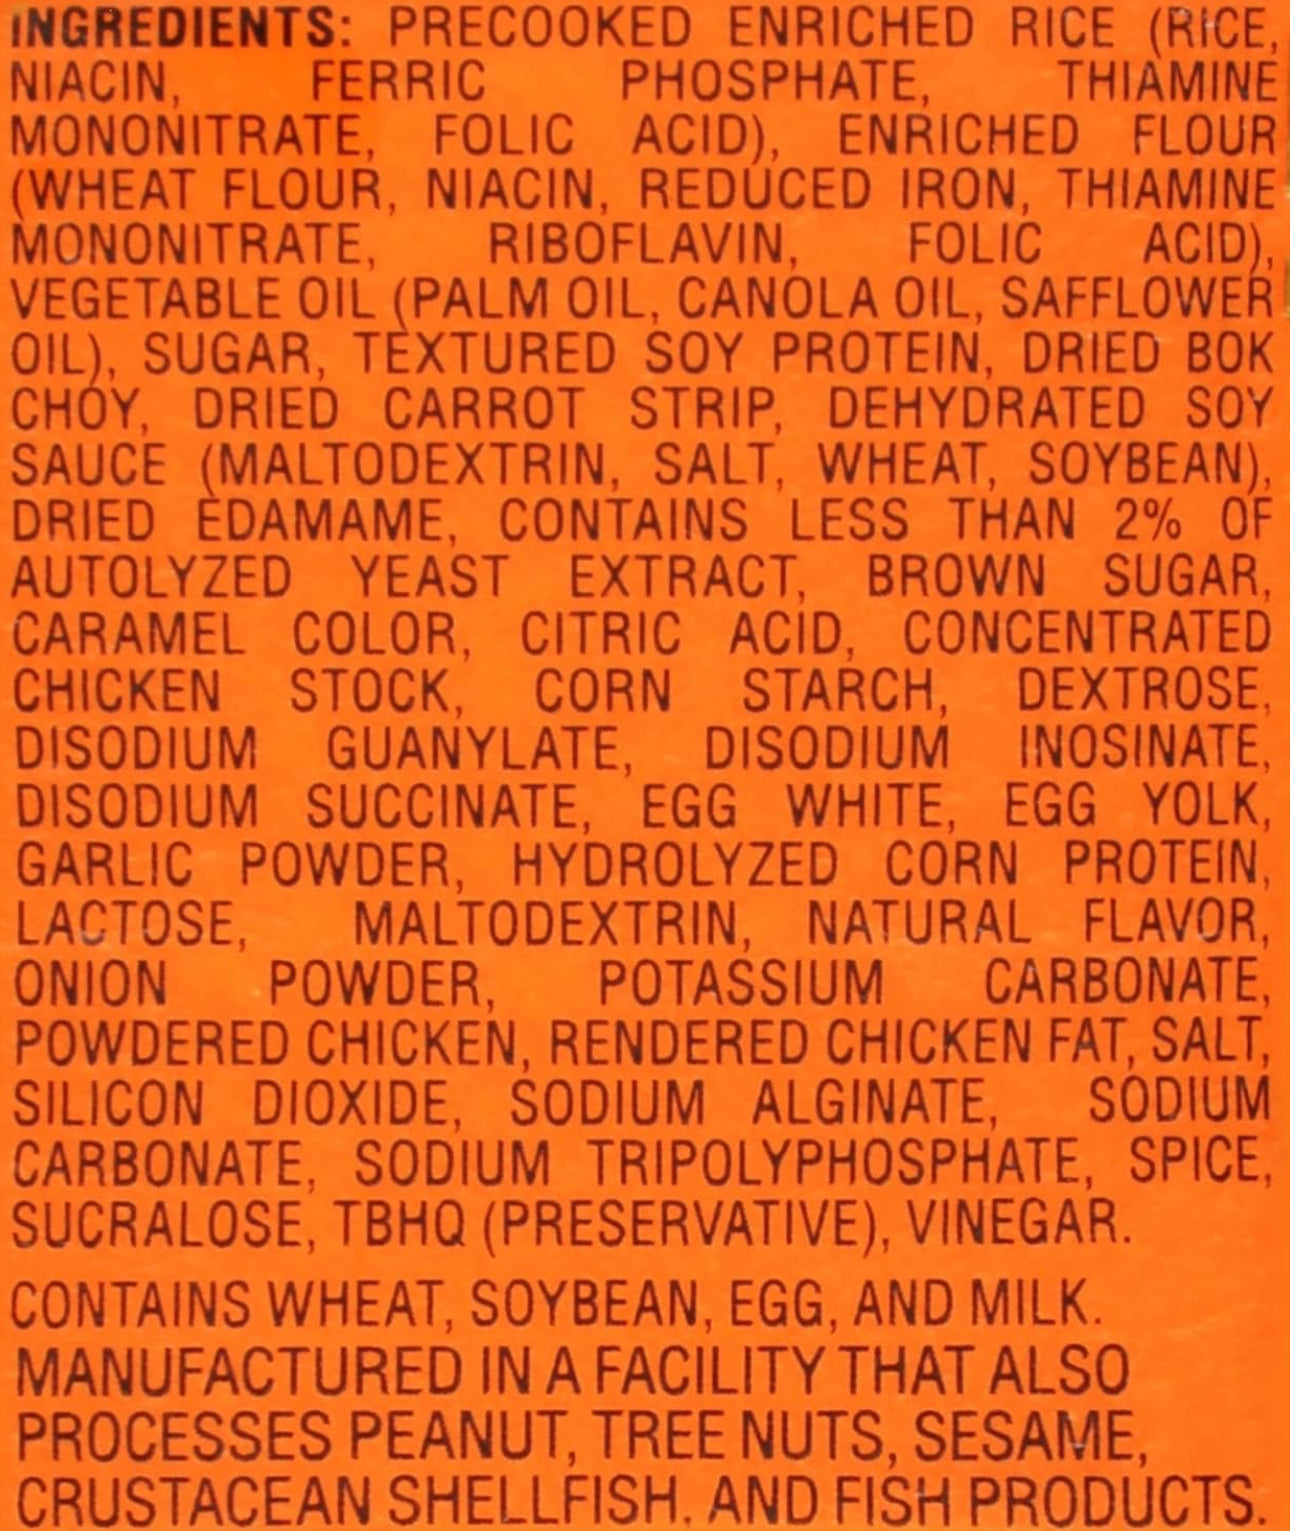 INGREDIENTS: PRECOOKED ENRICHED RICE (RICE,
NIACIN, FERRIC PHOSPHATE, THIAMINE
MONONITRATE, FOLIC ACID), ENRICHED FLOUR
(WHEAT FLOUR, NIACIN, REDUCED IRON, THIAMINE
MONONITRATE, RIBOFLAVIN, FOLIC ACID),
VEGETABLE OIL (PALM OIL, CANOLA OIL, SAFFLOWER
OIL), SUGAR, TEXTURED SOY PROTEIN, DRIED BOK
CHOY, DRIED CARROT STRIP, DEHYDRATED SOY
SAUCE (MALTODEXTRIN, SALT, WHEAT, SOYBEAN),
DRIED EDAMAME, CONTAINS LESS THAN 2% OF
AUTOLYZED YEAST EXTRACT, BROWN SUGAR,
CARAMEL COLOR, CITRIC ACID, CONCENTRATED
CHICKEN STOCK, CORN STARCH, DEXTROSE,
DISODIUM GUANYLATE, DISODIUM INOSINATE,
DISODIUM SUCCINATE, EGG WHITE, EGG YOLK,
GARLIC POWDER, HYDROLYZED CORN PROTEIN,
LACTOSE, MALTODEXTRIN, NATURAL FLAVOR,
ONION POWDER, POTASSIUM CARBONATE,
POWDERED CHICKEN, RENDERED CHICKEN FAT, SALT,
SILICON DIOXIDE, SODIUM ALGINATE, SODIUM
CARBONATE, SODIUM TRIPOLYPHOSPHATE, SPICE,
SUCRALOSE, TBHQ (PRESERVATIVE), VINEGAR.
CONTAINS WHEAT, SOYBEAN, EGG, AND MILK.
MANUFACTURED IN A FACILITY THAT ALSO
PROCESSES PEANUT, TREE NUTS, SESAME,
CRUSTACEAN SHELLFISH, AND FISH PRODUCTS.